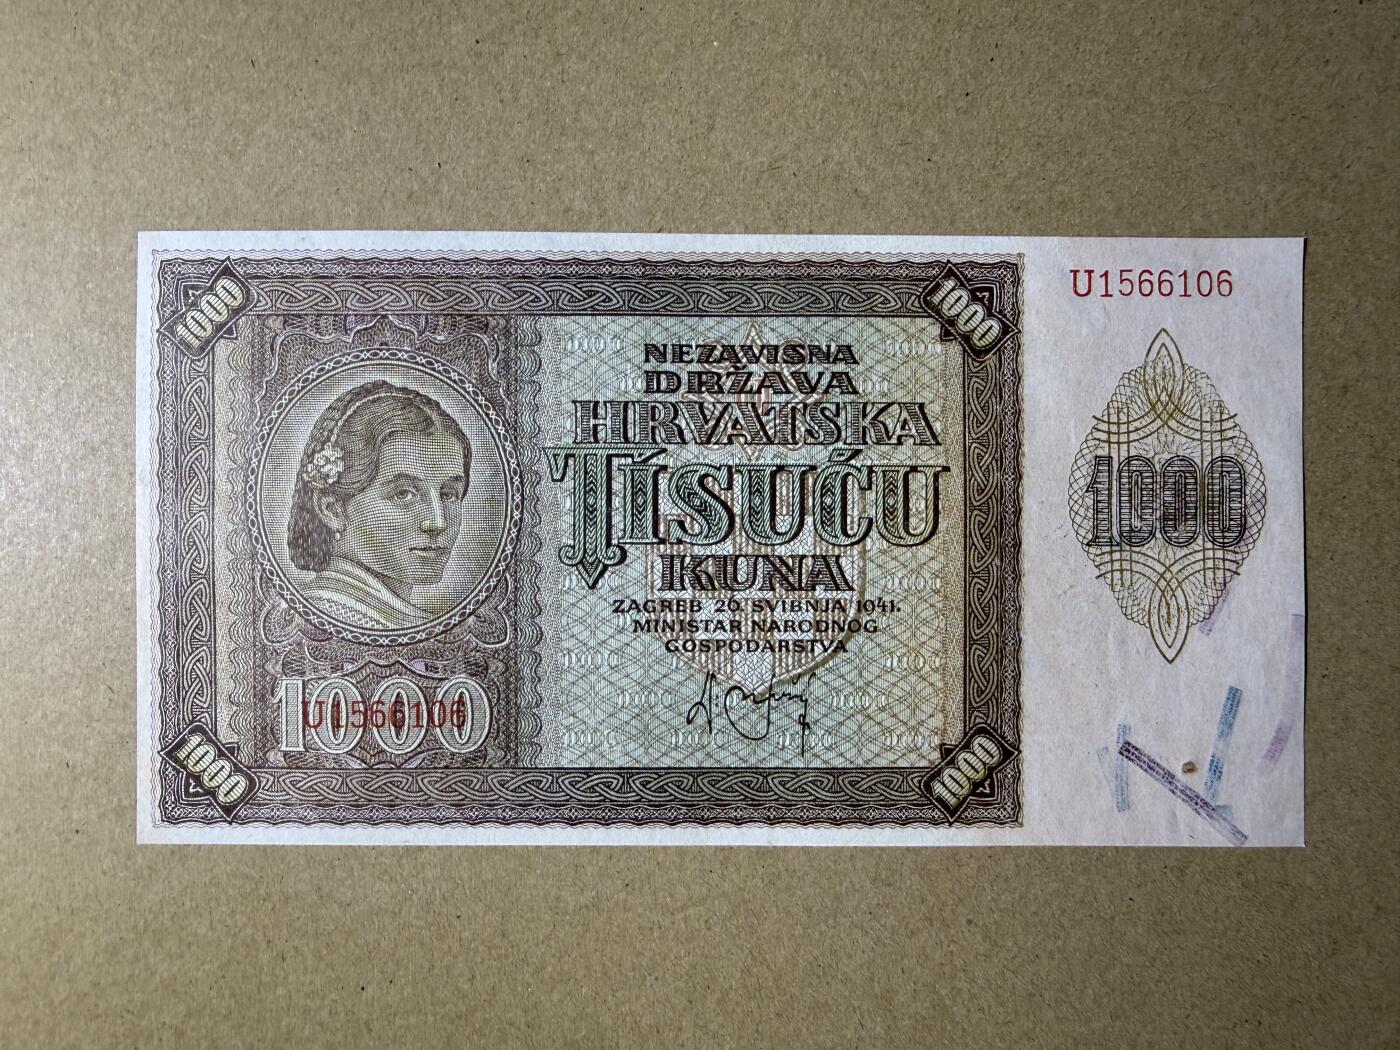 1000
1000
U1566106
NEZAVISNA
DRŽAVA
HRVATSKA
TISUĆU
KUNA
ZAGREB 26. SVIBNJA 1941.
MINISTAR NARODNOG
GOSPODARSTVA
1000
1000
U1566106
1000
1000